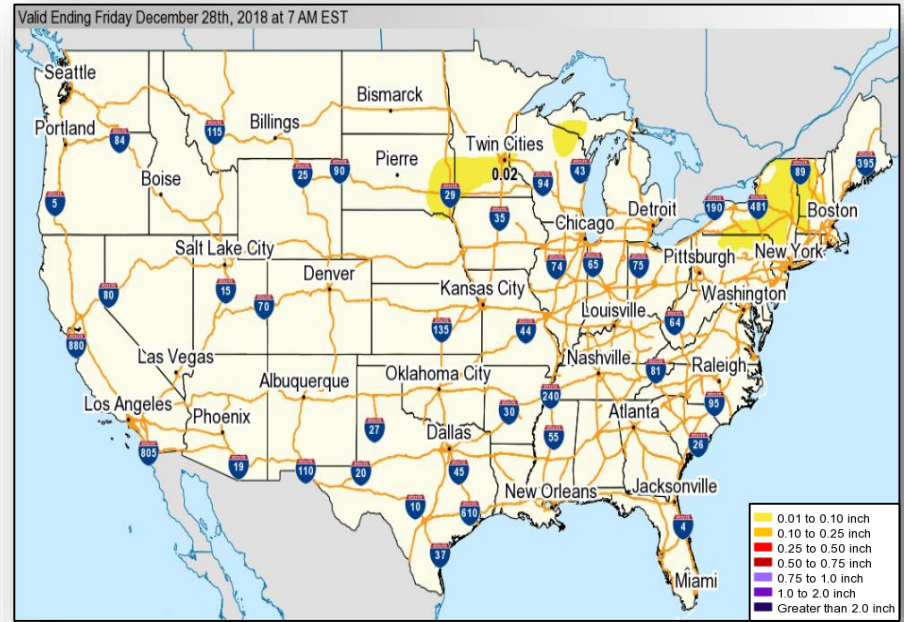 Valid Ending Friday December 28th, 2018 at 7 AM EST
Seattle
Bismarck
Portland
84
115
Billings
Twin Cities
0.02
395
89
Pierre
25
90
43
Boise
5
29
94
190
481
Boston
35
Detroit
Chicago
Salt Lake City
Pittsburgh
New York
Denver
74
65
75
80
15
70
Kansas City
Washington
Louisville
64
135
44
880
Las Vegas
Nashville
81
Raleigh
Albuquerque
Oklahoma City
Los Angeles
Phoenix
240
95
30
Atlanta
27
Dallas
55
26
805
19
110
20
45
New Orleans
Jacksonville
10
610
4
37
Miami
0.01 to 0.10 inch
0.10 to 0.25 inch
0.25 to 0.50 inch
0.50 to 0.75 inch
0.75 to 1.0 inch
1.0 to 2.0 inch
Greater than 2.0 inch